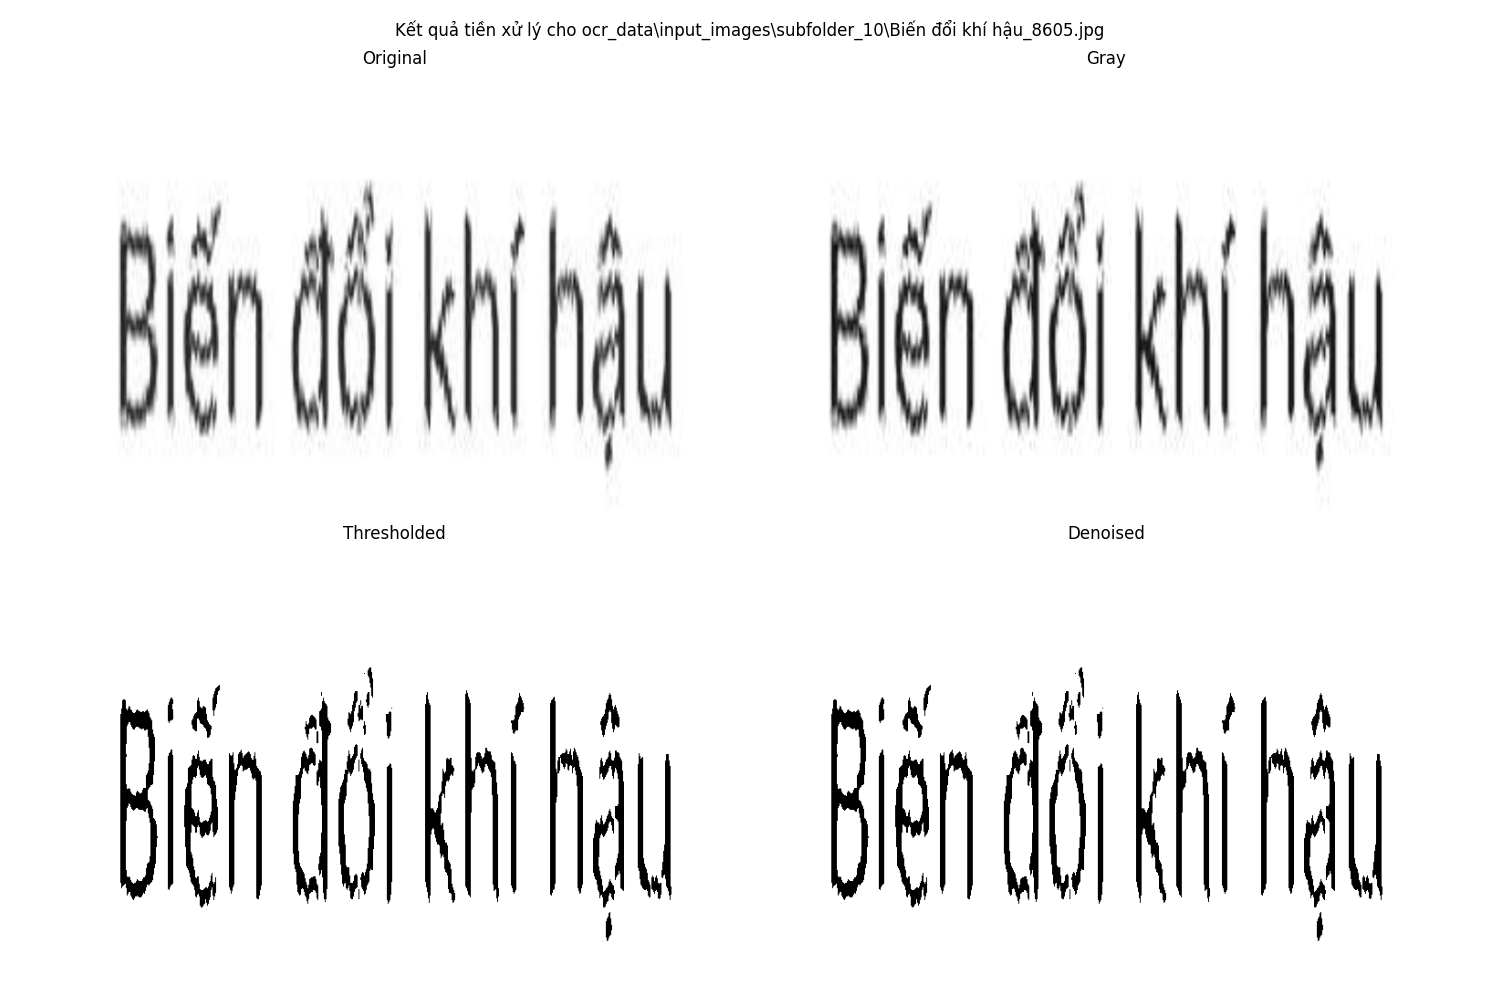 Kết quả tiền xử lý cho ocr_data\input_images\subfolder_10\Biến đổi khí hậu_8605.jpg
Original
Gray
Biến đổi khí hậu
Biến đổi khí hậu
Thresholded
Denoised
Biến đổi khí hậu
Biến đổi khí hậu